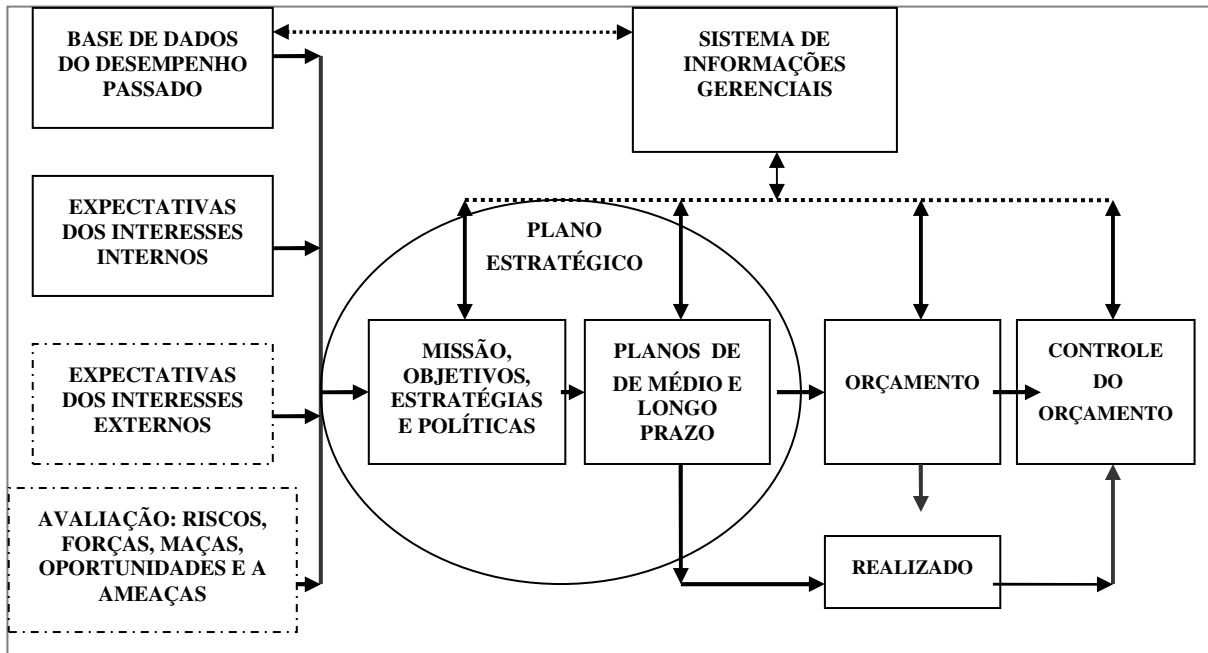 BASE DE DADOS
DO DESEMPENHO
PASSADO
SISTEMA DE
INFORMAÇÕES
GERENCIAIS
EXPECTATIVAS
DOS INTERESSES
INTERNOS
PLANO
ESTRATÉGICO
EXPECTATIVAS
DOS INTERESSES
EXTERNOS
MISSÃO,
OBJETIVOS,
ESTRATÉGIAS
E POLÍTICAS
PLANOS DE
DE MÉDIO E
LONGO
PRAZO
ORÇAMENTO
CONTROLE
DO
ORÇAMENTO
AVALIAÇÃO: RISCOS,
FORÇAS, MAÇAS,
OPORTUNIDADES E A
AMEAÇAS
REALIZADO